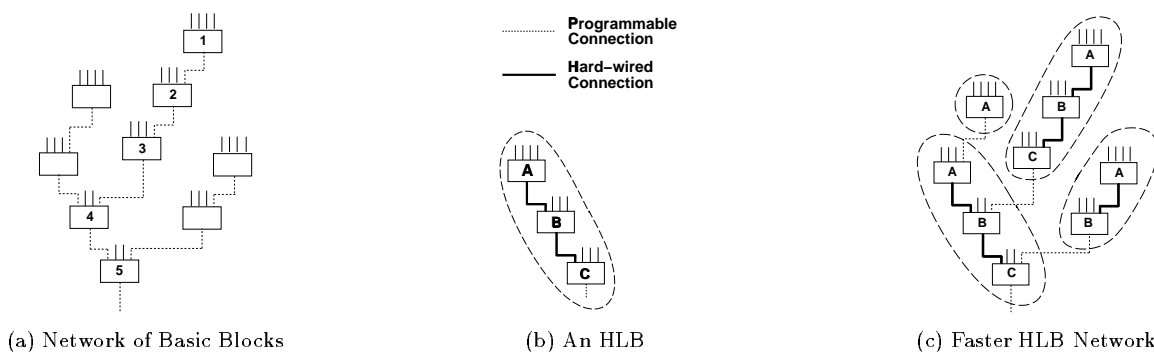 1
2
3
4
5
Programmable
Connection
Hard-wired
Connection
A
B
C
A
B
C
A
A
B
C
A
B
(a) Network of Basic Blocks
(b) An HLB
(c) Faster HLB Network